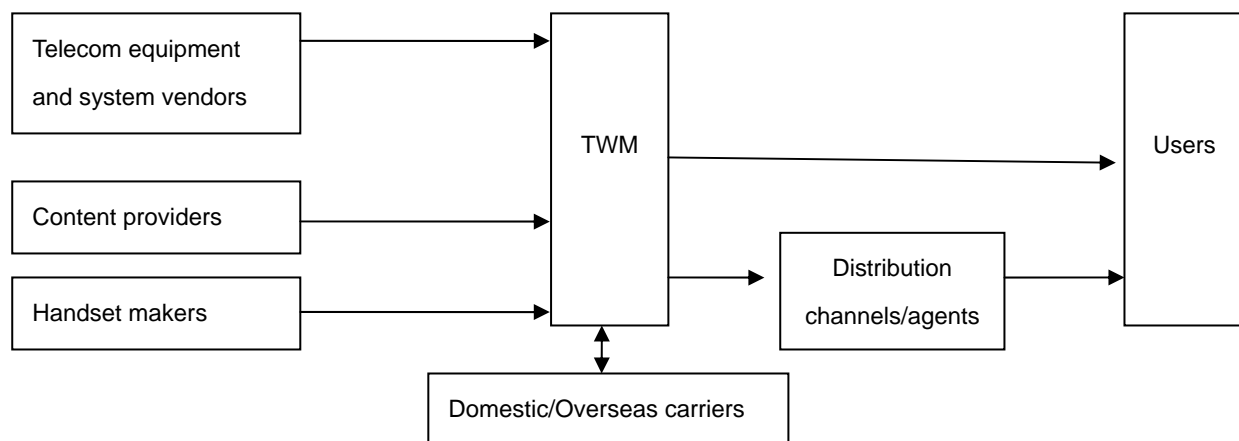 Telecom equipment
and system vendors
TWM
Users
Content providers
Distribution
channels/agents
Handset makers
Domestic/Overseas carriers